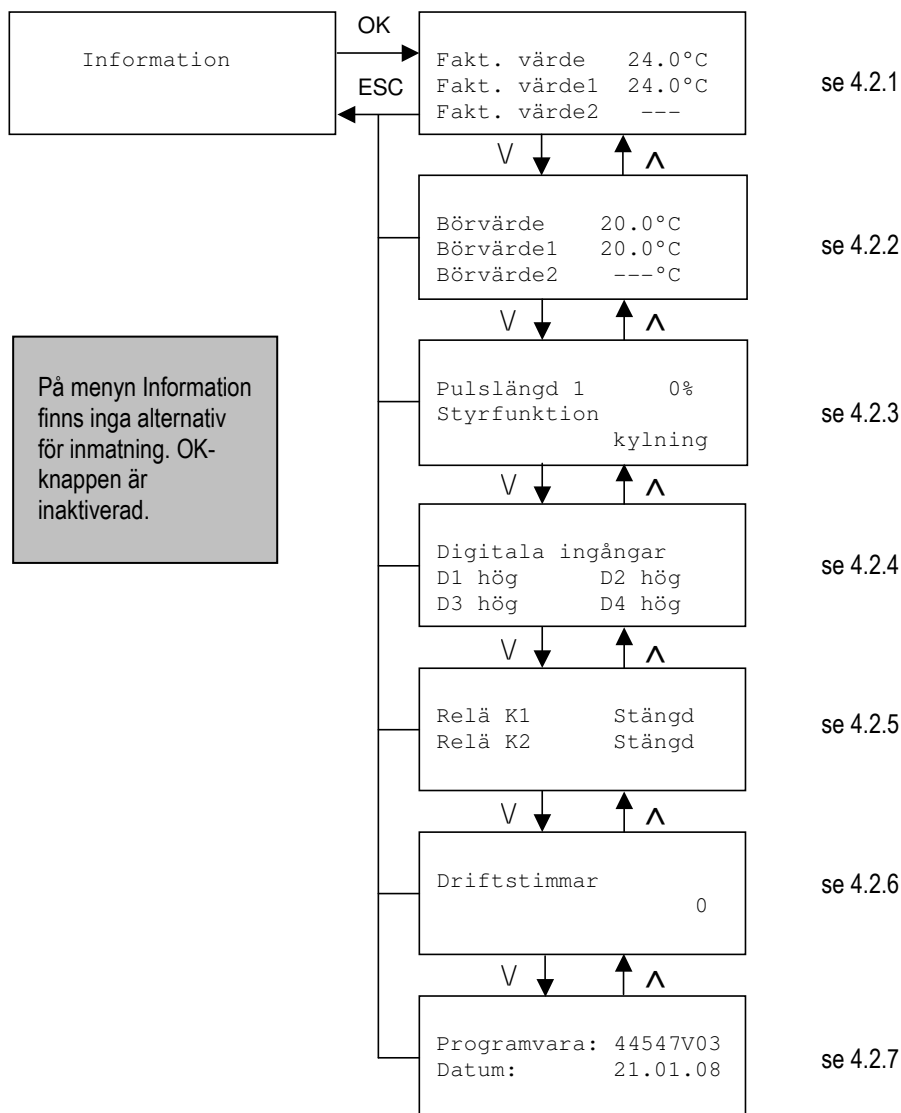 OK
Information
Fakt. värde 24.0°C
Fakt. värde1 24.0°C
Fakt. värde2 ---
se 4.2.1
ESC
\/ Λ
Börvärde 20.0°C
Börvärde1 20.0°C
Börvärde2 ---°C
se 4.2.2
\/ Λ
På menyn Information
finns inga alternativ
för inmatning. OK-
knappen är
inaktiverad.
Pulslängd 1 0%
Styrfunktion
kylning
se 4.2.3
\/ Λ
Digitala ingångar
D1 hög D2 hög
D3 hög D4 hög
se 4.2.4
\/ Λ
Relä K1 Stängd
Relä K2 Stängd
se 4.2.5
\/ Λ
Driftstimmar
0
se 4.2.6
\/ Λ
Programvara: 44547V03
Datum: 21.01.08
se 4.2.7